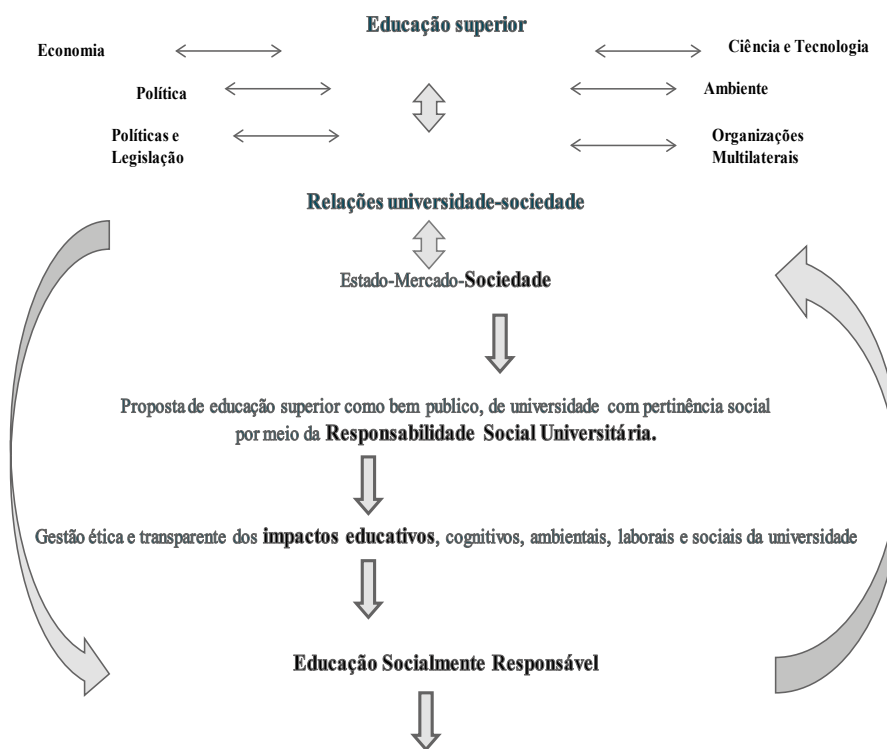 Educação superior
Economia
Ciência e Tecnologia
Política
Ambiente
Políticas e
Legislação
Organizações
Multilaterais
Relações universidade-sociedade
Estado-Mercado-Sociedade
Proposta de educação superior como bem publico, de universidade com pertinência social
por meio da Responsabilidade Social Universitária.
Gestão ética e transparente dos impactos educativos, cognitivos, ambientais, laborais e sociais da universidade
Educação Socialmente Responsável